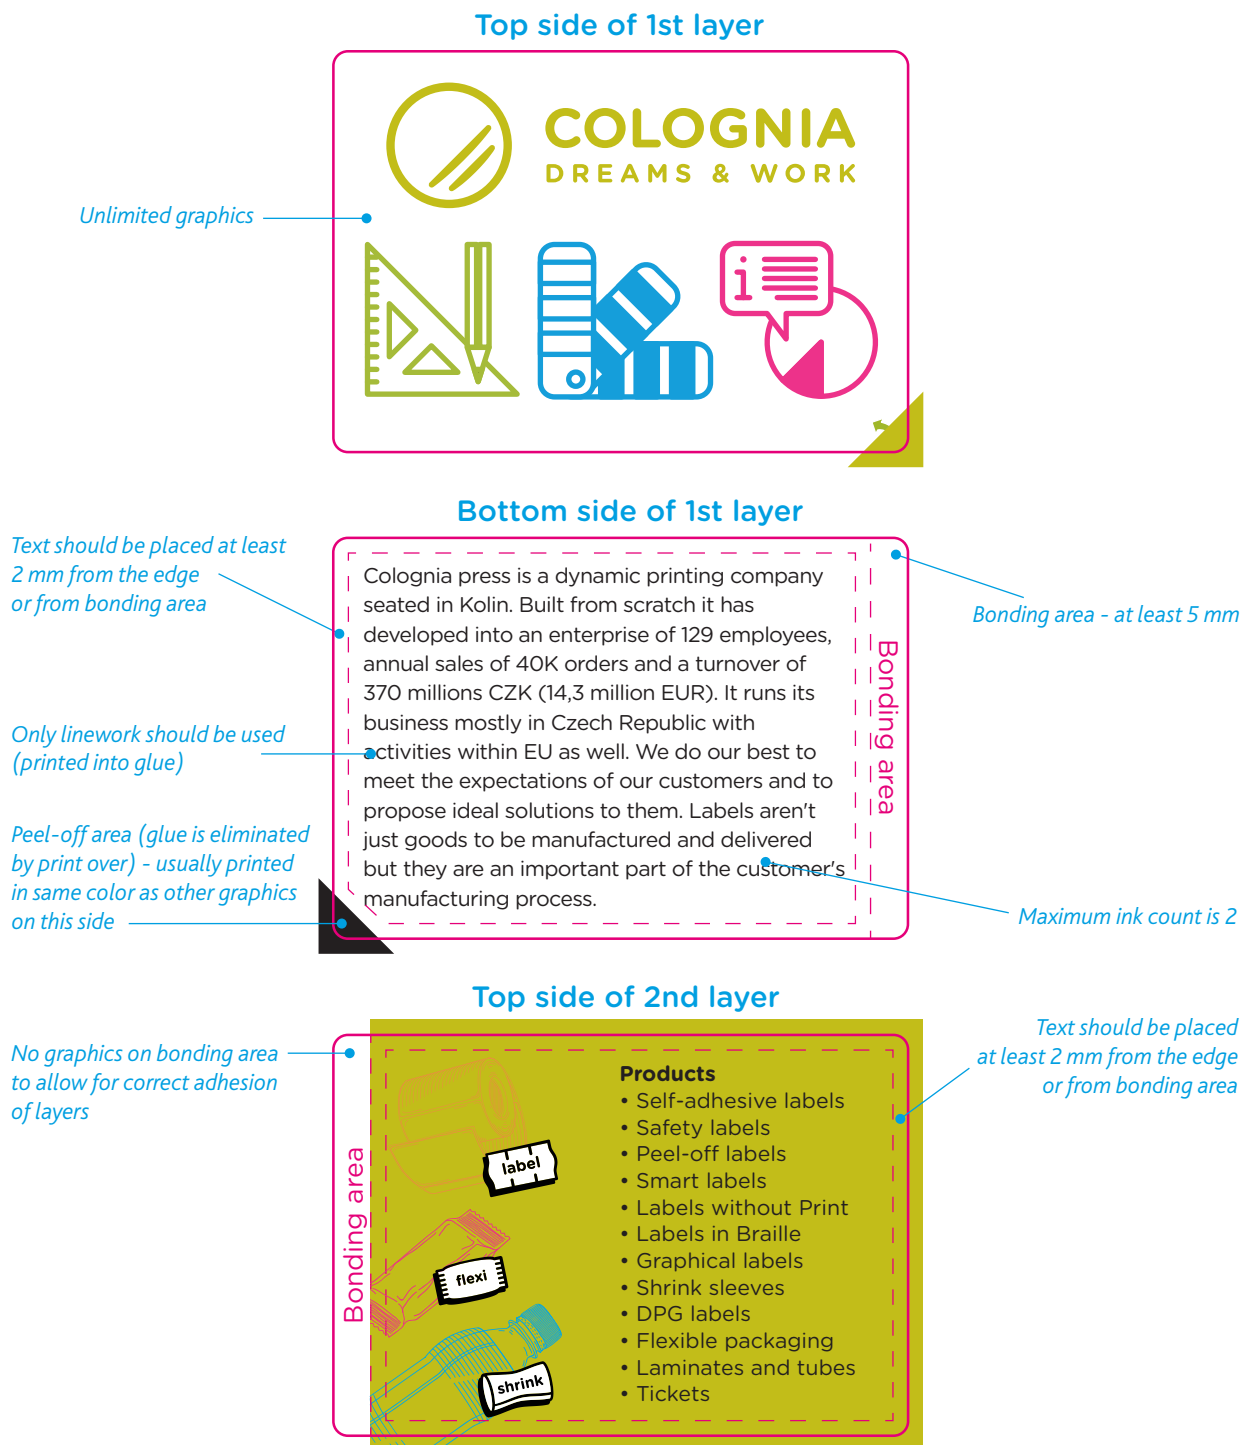 Top side of 1st layer
COLOGNIA
DREAMS & WORK
Unlimited graphics
i
Bottom side of 1st layer
Text should be placed at least
2 mm from the edge
or from bonding area
Only linework should be used
(printed into glue)
Peel-off area (glue is eliminated
by print over) - usually printed
in same color as other graphics
on this side
Colognia press is a dynamic printing company
seated in Kolin. Built from scratch it has
developed into an enterprise of 129 employees,
annual sales of 40K orders and a turnover of
370 millions CZK (14,3 million EUR). It runs its
business mostly in Czech Republic with
activities within EU as well. We do our best to
meet the expectations of our customers and to
propose ideal solutions to them. Labels aren't
just goods to be manufactured and delivered
but they are an important part of the customer's
manufacturing process.
Bonding area
Bonding area - at least 5 mm
Maximum ink count is 2
Top side of 2nd layer
No graphics on bonding area
to allow for correct adhesion
of layers
Bonding area
label
flexi
shrink
Products
• Self-adhesive labels
• Safety labels
• Peel-off labels
• Smart labels
• Labels without Print
• Labels in Braille
• Graphical labels
• Shrink sleeves
• DPG labels
• Flexible packaging
• Laminates and tubes
• Tickets
Text should be placed
at least 2 mm from the edge
or from bonding area